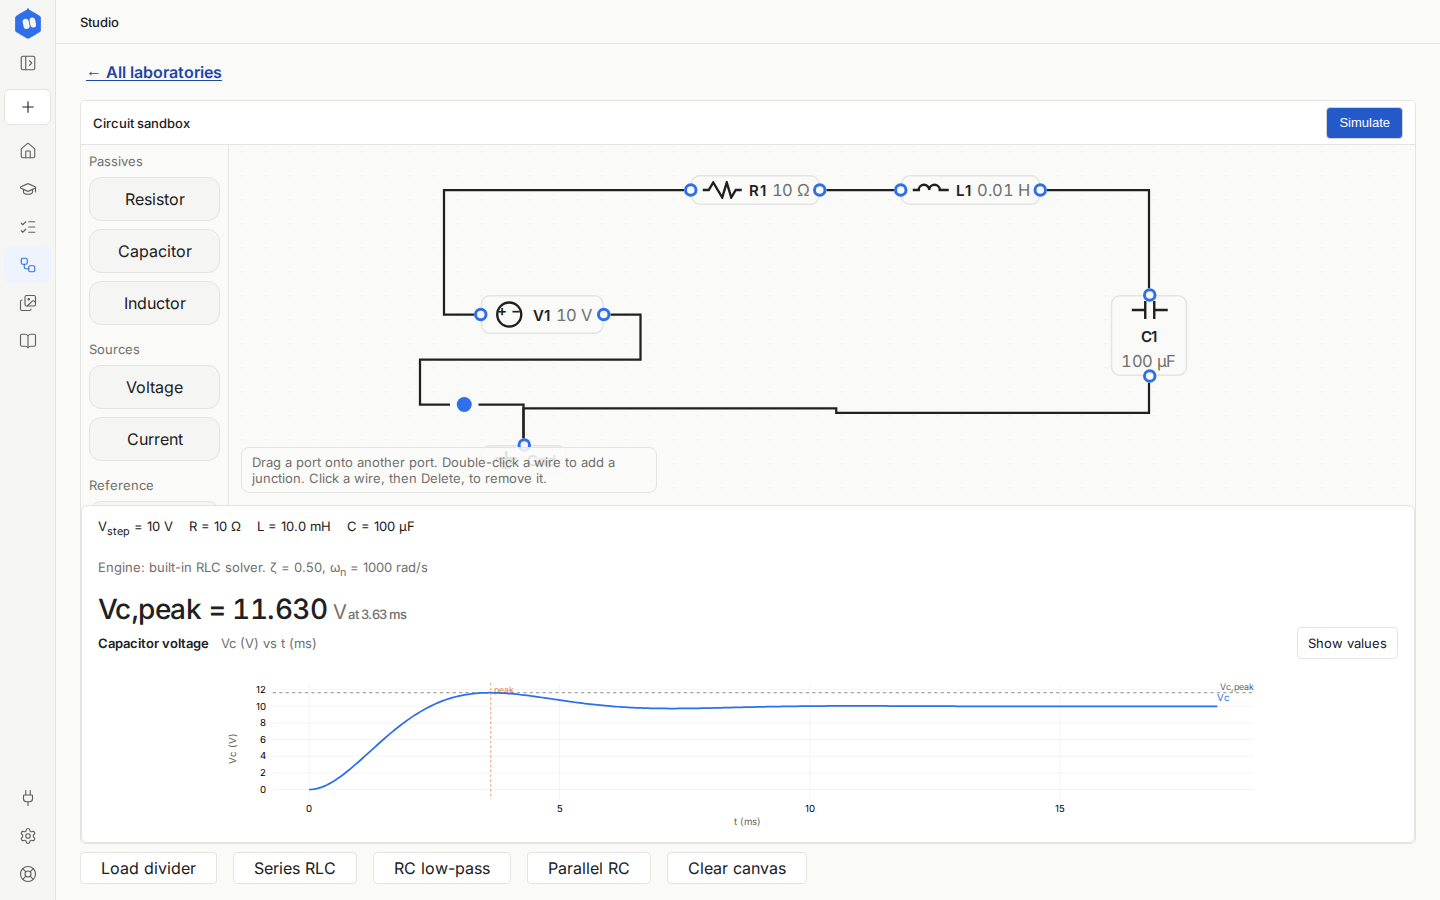 Studio
← All laboratories
Circuit sandbox
Simulate
Passives
Resistor
Capacitor
Inductor
Sources
Voltage
Current
Reference
R1 10 Ω
L1 0.01 H
V1 10 V
C1
100 µF
Drag a port onto another port. Double-click a wire to add a
junction. Click a wire, then Delete, to remove it.
Vstep = 10 V R = 10 Ω L = 10.0 mH C = 100 µF
Engine: built-in RLC solver. ζ = 0.50, ωn = 1000 rad/s
Vc,peak = 11.630 V at 3.63 ms
Capacitor voltage Vc (V) vs t (ms)
Show values
peak
Vc,peak
Vc
12
10
8
6
4
2
0
Vc (V)
0 5 10 15
t (ms)
Load divider
Series RLC
RC low-pass
Parallel RC
Clear canvas